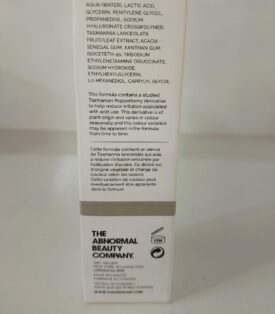 AQUA (WATER), LACTIC ACID,
GLYCERIN, PENTYLENE GLYCOL,
PROPANEDIOL, SODIUM
HYALURONATE CROSSPOLYMER,
TASMANNIA LANCEOLATA
FRUIT/LEAF EXTRACT, ACACIA
SENEGAL GUM, XANTHAN GUM,
ISOCETETH-20, TRISODIUM
ETHYLENEDIAMINE DISUCCINATE,
SODIUM HYDROXIDE,
ETHYLHEXYLGLYCERIN,
1,2-HEXANEDIOL, CAPRYLYL GLYCOL
This formula contains a studied
Tasmanian Pepperberry derivative
to help reduce irritation associated
with acid use. This derivative is of
plant origin and varies in colour
seasonally and this colour variation
may be apparent in the formula
from time to time.
Cette formule contient un dérivé
de Tasmannia lanceolata qui aide
à réduire l'irritation entraînée par
l'utilisation d'acides. Ce dérivé est
d'origine végétale et change de
couleur selon les saisons.
Cette variation de couleur peut
éventuellement être apparente
dans la formule.
THE
ABNORMAL
BEAUTY
COMPANY.
12M